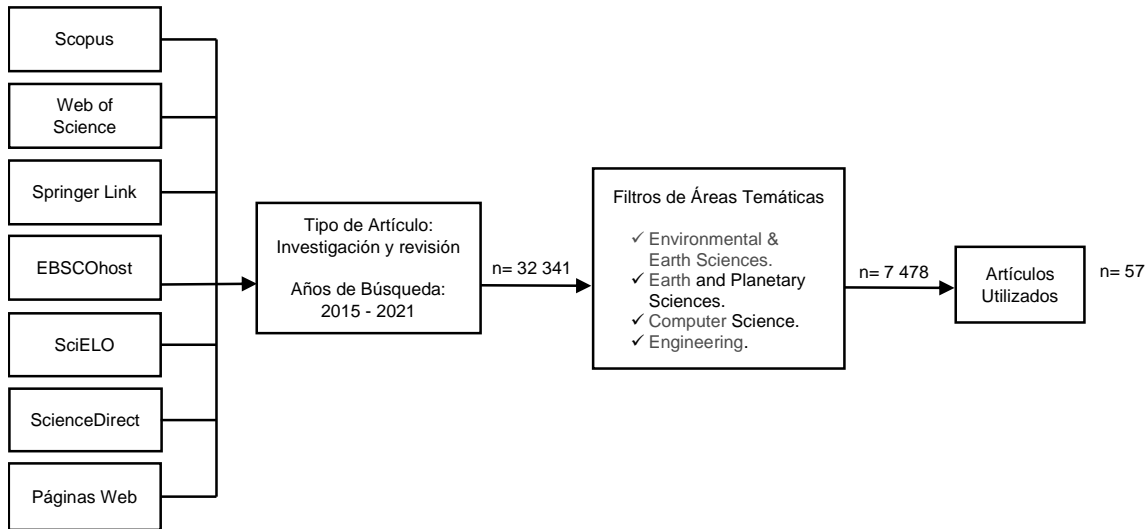 Scopus
Web of
Science
Springer Link
EBSCOhost
SciELO
ScienceDirect
Páginas Web
Tipo de Artículo:
Investigación y revisión
Años de Búsqueda:
2015 - 2021
n= 32 341
Filtros de Áreas Temáticas
✓ Environmental &
Earth Sciences.
✓ Earth and Planetary
Sciences.
✓ Computer Science.
✓ Engineering.
n= 7 478
Artículos
Utilizados
n= 57